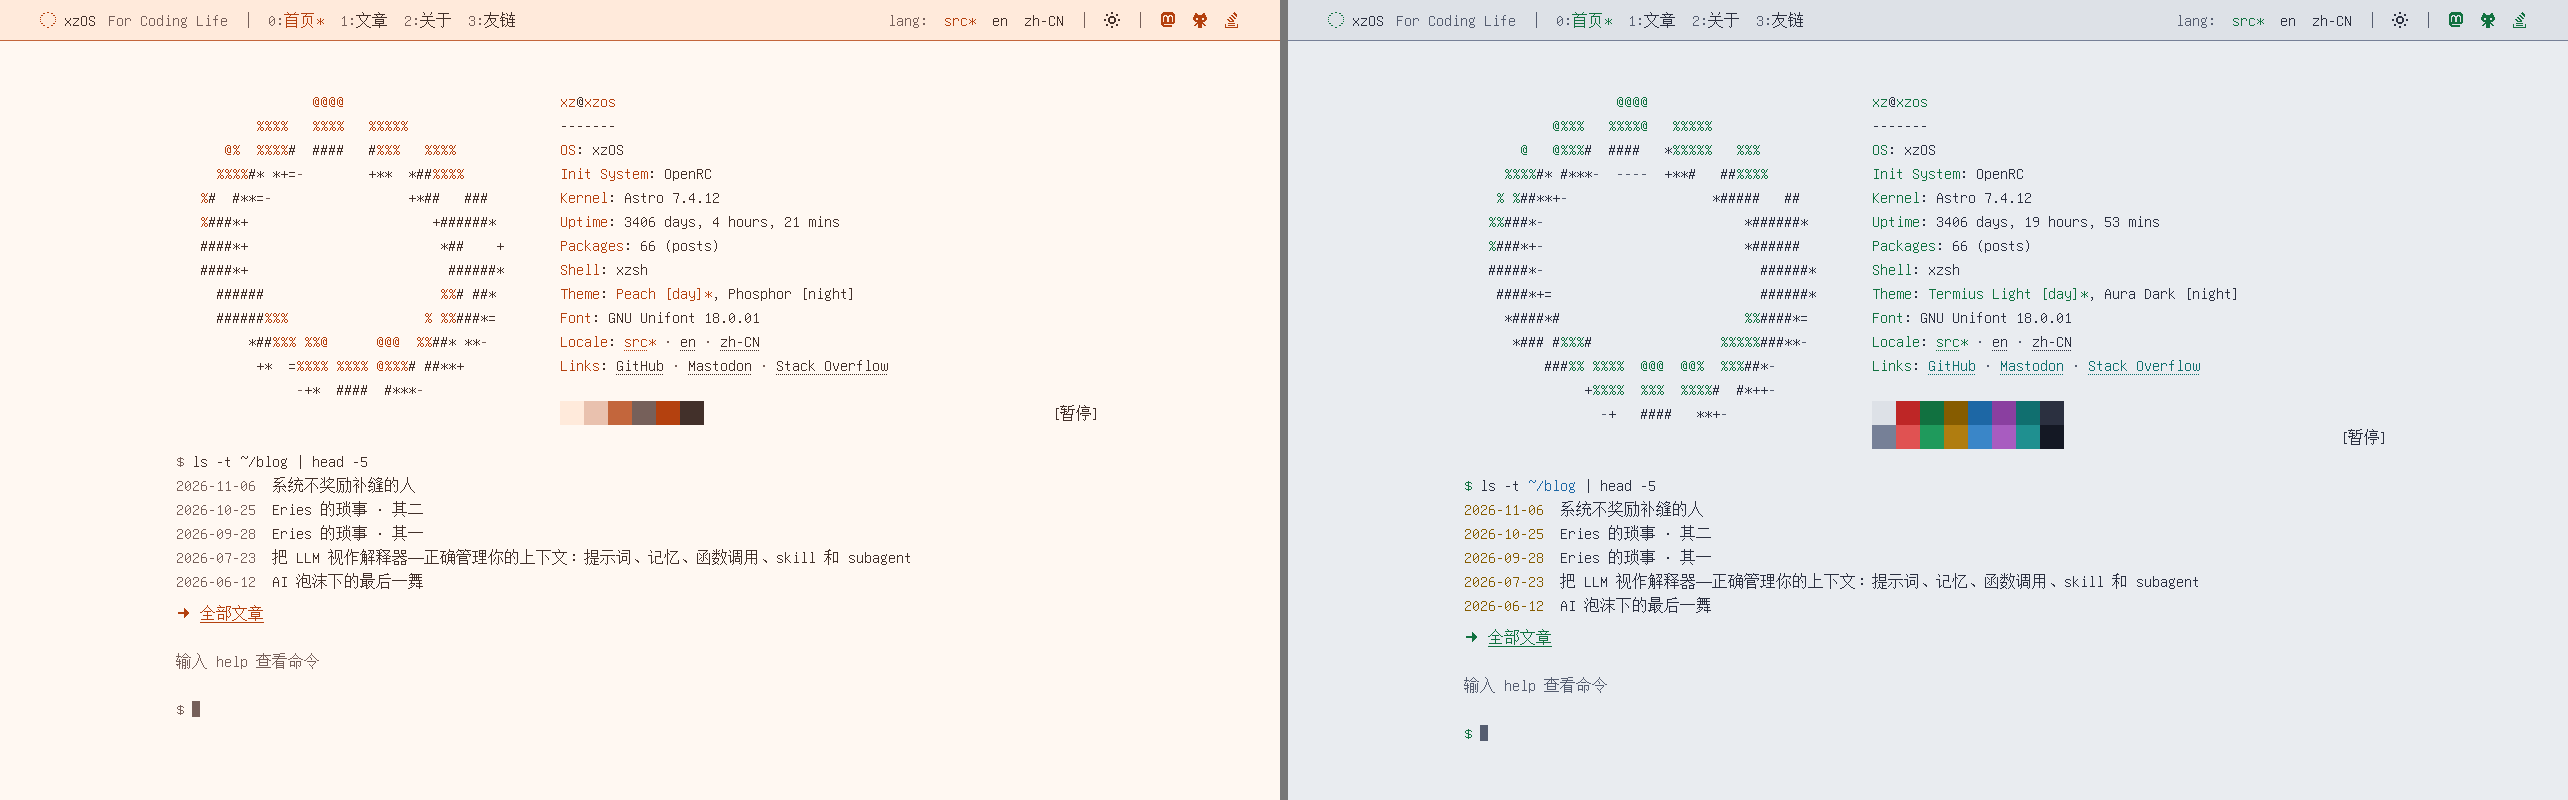 xzOS For Coding Life | 0:首页* 1:文章 2:关于 3:友链 lang: src* en zh-CN | |
@@@@
%%%% %%%% %%%%%
@% %%%%# #### #%%% %%%%
%%%%#* *+=- +** *##%%%%
%# #**=- +*## ###
%###*+ +######*
####*+ *## +
####*+ ######*
###### %%# ##*
######%%% % %%###*=
*##%%% %%@ @@@ %%##* **-
+* =%%%% %%%% @%%%# ##**+
-+* #### #***-
xz@xzos
-------
OS: xzOS
Init System: OpenRC
Kernel: Astro 7.4.12
Uptime: 3406 days, 4 hours, 21 mins
Packages: 66 (posts)
Shell: xzsh
Theme: Peach [day]*, Phosphor [night]
Font: GNU Unifont 18.0.01
Locale: src* · en · zh-CN
Links: GitHub · Mastodon · Stack Overflow
[暂停]
$ ls -t ~/blog | head -5
2026-11-06 系统不奖励补缝的人
2026-10-25 Eries 的琐事 · 其二
2026-09-28 Eries 的琐事 · 其一
2026-07-23 把 LLM 视作解释器——正确管理你的上下文：提示词、记忆、函数调用、skill 和 subagent
2026-06-12 AI 泡沫下的最后一舞
→ 全部文章
输入 help 查看命令
$
xzOS For Coding Life | 0:首页* 1:文章 2:关于 3:友链 lang: src* en zh-CN | |
@@@@
@%%% %%%%@ %%%%%
@ @%%%# #### *%%%%% %%%
%%%%#* #***- ---- +**# ##%%%%
% %##**+- *##### ##
%%###*- *######*
%###*+- *######
#####*- ######*
####*+= ######*
*####*# %%####*=
*### #%%%# %%%%%###**-
###%% %%%% @@@ @@% %%%##*-
+%%%% %%% %%%%# #*++-
-+ #### **+-
xz@xzos
-------
OS: xzOS
Init System: OpenRC
Kernel: Astro 7.4.12
Uptime: 3406 days, 19 hours, 53 mins
Packages: 66 (posts)
Shell: xzsh
Theme: Termius Light [day]*, Aura Dark [night]
Font: GNU Unifont 18.0.01
Locale: src* · en · zh-CN
Links: GitHub · Mastodon · Stack Overflow
[暂停]
$ ls -t ~/blog | head -5
2026-11-06 系统不奖励补缝的人
2026-10-25 Eries 的琐事 · 其二
2026-09-28 Eries 的琐事 · 其一
2026-07-23 把 LLM 视作解释器——正确管理你的上下文：提示词、记忆、函数调用、skill 和 subagent
2026-06-12 AI 泡沫下的最后一舞
→ 全部文章
输入 help 查看命令
$